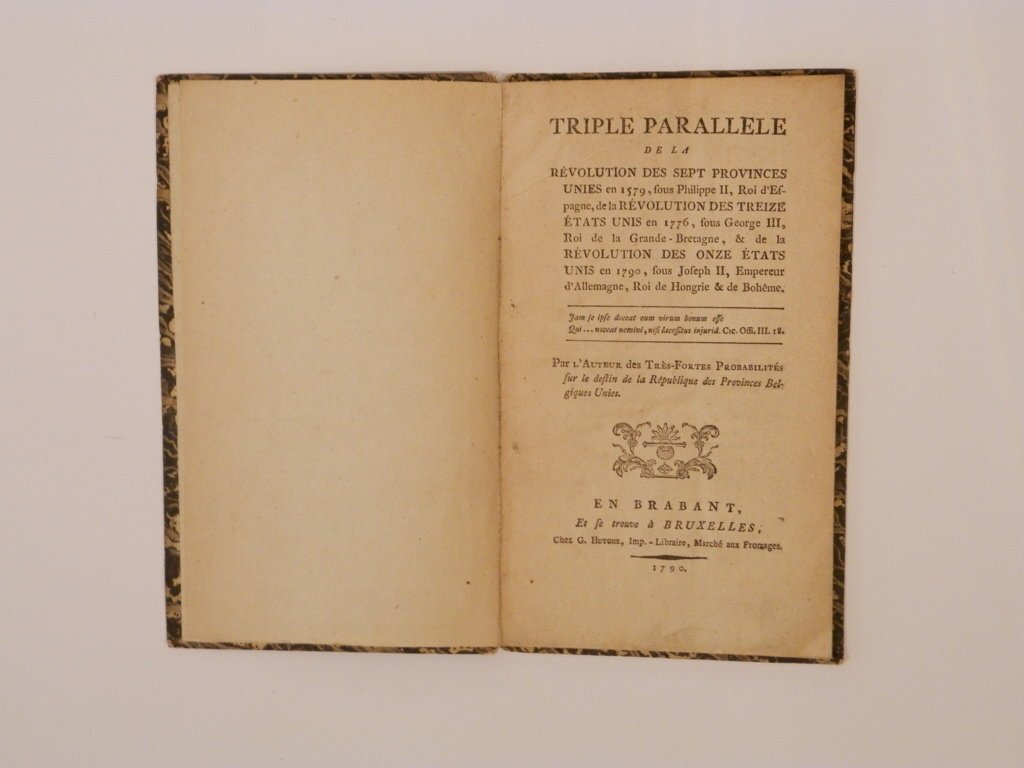 TRIPLE PARALLELE
DE LA
RÉVOLUTION DES SEPT PROVINCES
UNIES en 1579, ſous Philippe II, Roi d'Eſ-
pagne, de la RÉVOLUTION DES TREIZE
ÉTATS UNIS en 1776, ſous George III,
Roi de la Grande-Bretagne, & de la
RÉVOLUTION DES ONZE ÉTATS
UNIS en 1790, ſous Joſeph II, Empereur
d'Allemagne, Roi de Hongrie & de Bohême.
Jam ſe ipſe doceat eum virum bonum eſſe
Qui... noceat nemini, niſi laceſſitus injuriâ. Cic. Offi. III. 18.
Par l'Auteur des Très-Fortes Probabilités
ſur le deſtin de la République des Provinces Bel-
giques Unies.
EN BRABANT,
Et ſe trouve à BRUXELLES;
Chez G. Huyghe, Imp.-Libraire, Marché aux Fromages.
1790.